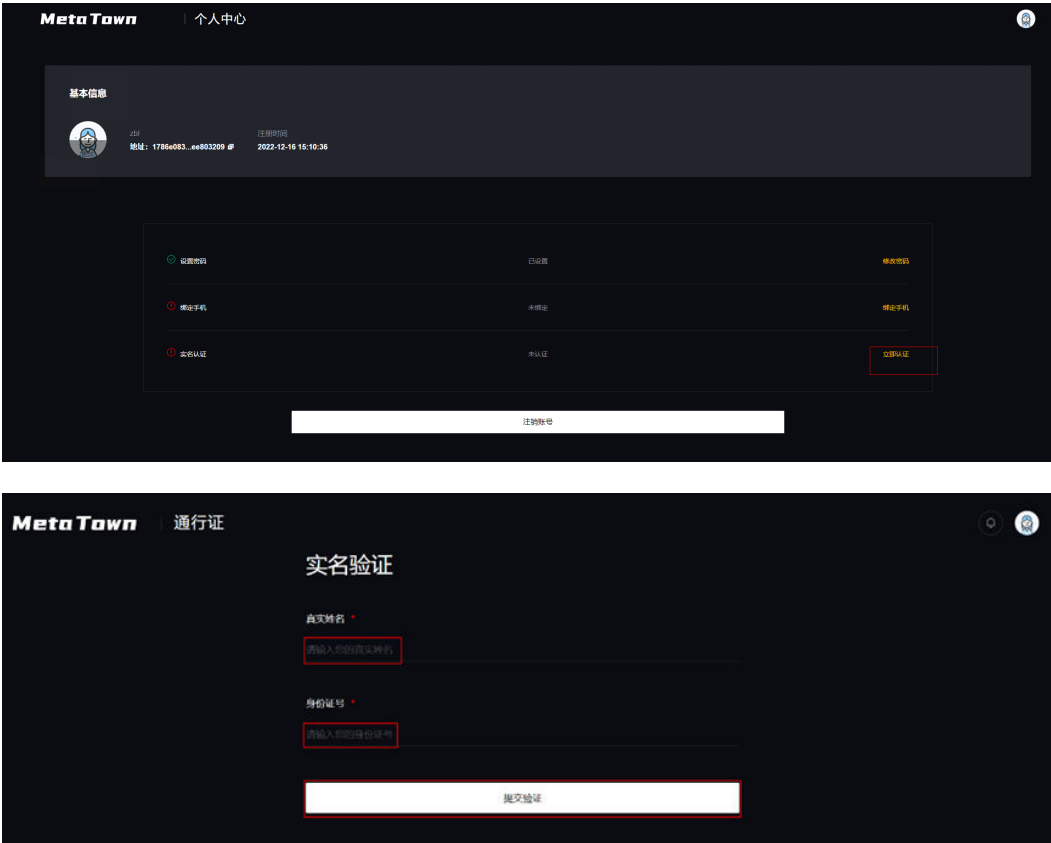 MetaTown 个人中心
基本信息
zbl 注册时间
地址：1786e083...ee803209 2022-12-16 15:10:36
设置密码 已设置 修改密码
绑定手机 未绑定 绑定手机
实名认证 未认证 立即认证
注销账号
MetaTown 通行证
实名验证
真实姓名 *
请输入您的真实姓名
身份证号 *
请输入您的身份证号
提交验证